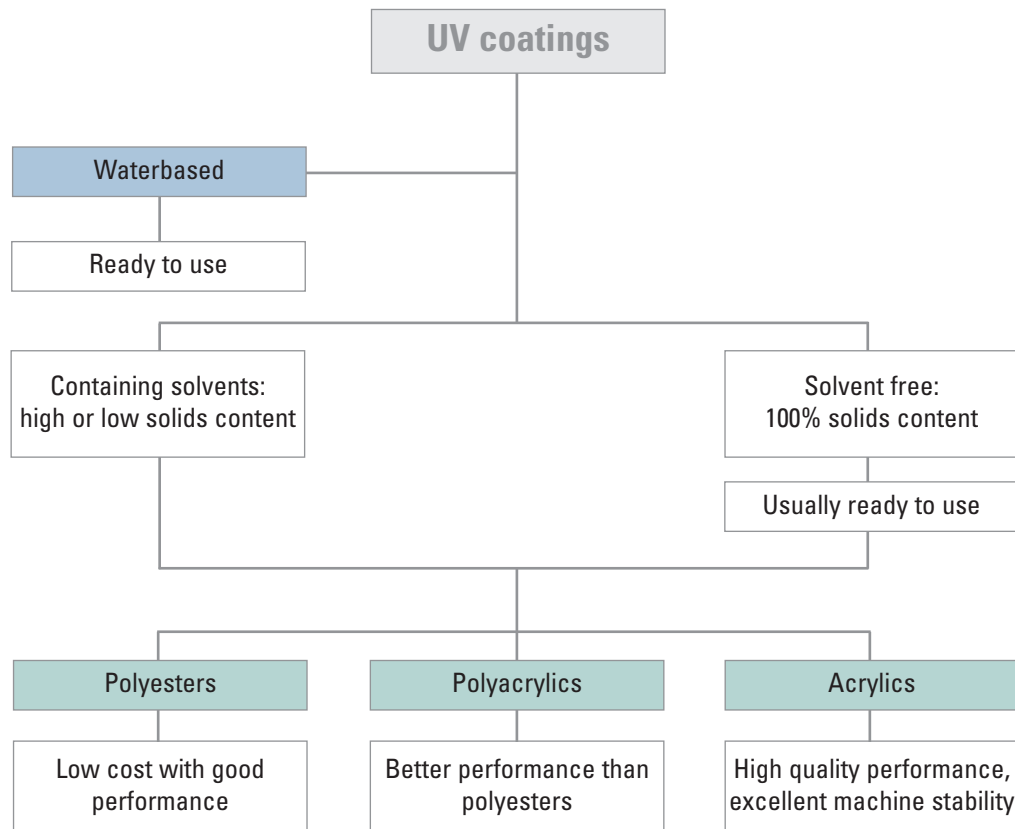 UV coatings
Waterbased
Ready to use
Containing solvents:
high or low solids content
Solvent free:
100% solids content
Usually ready to use
Polyesters
Polyacrylics
Acrylics
Low cost with good
performance
Better performance than
polyesters
High quality performance,
excellent machine stability